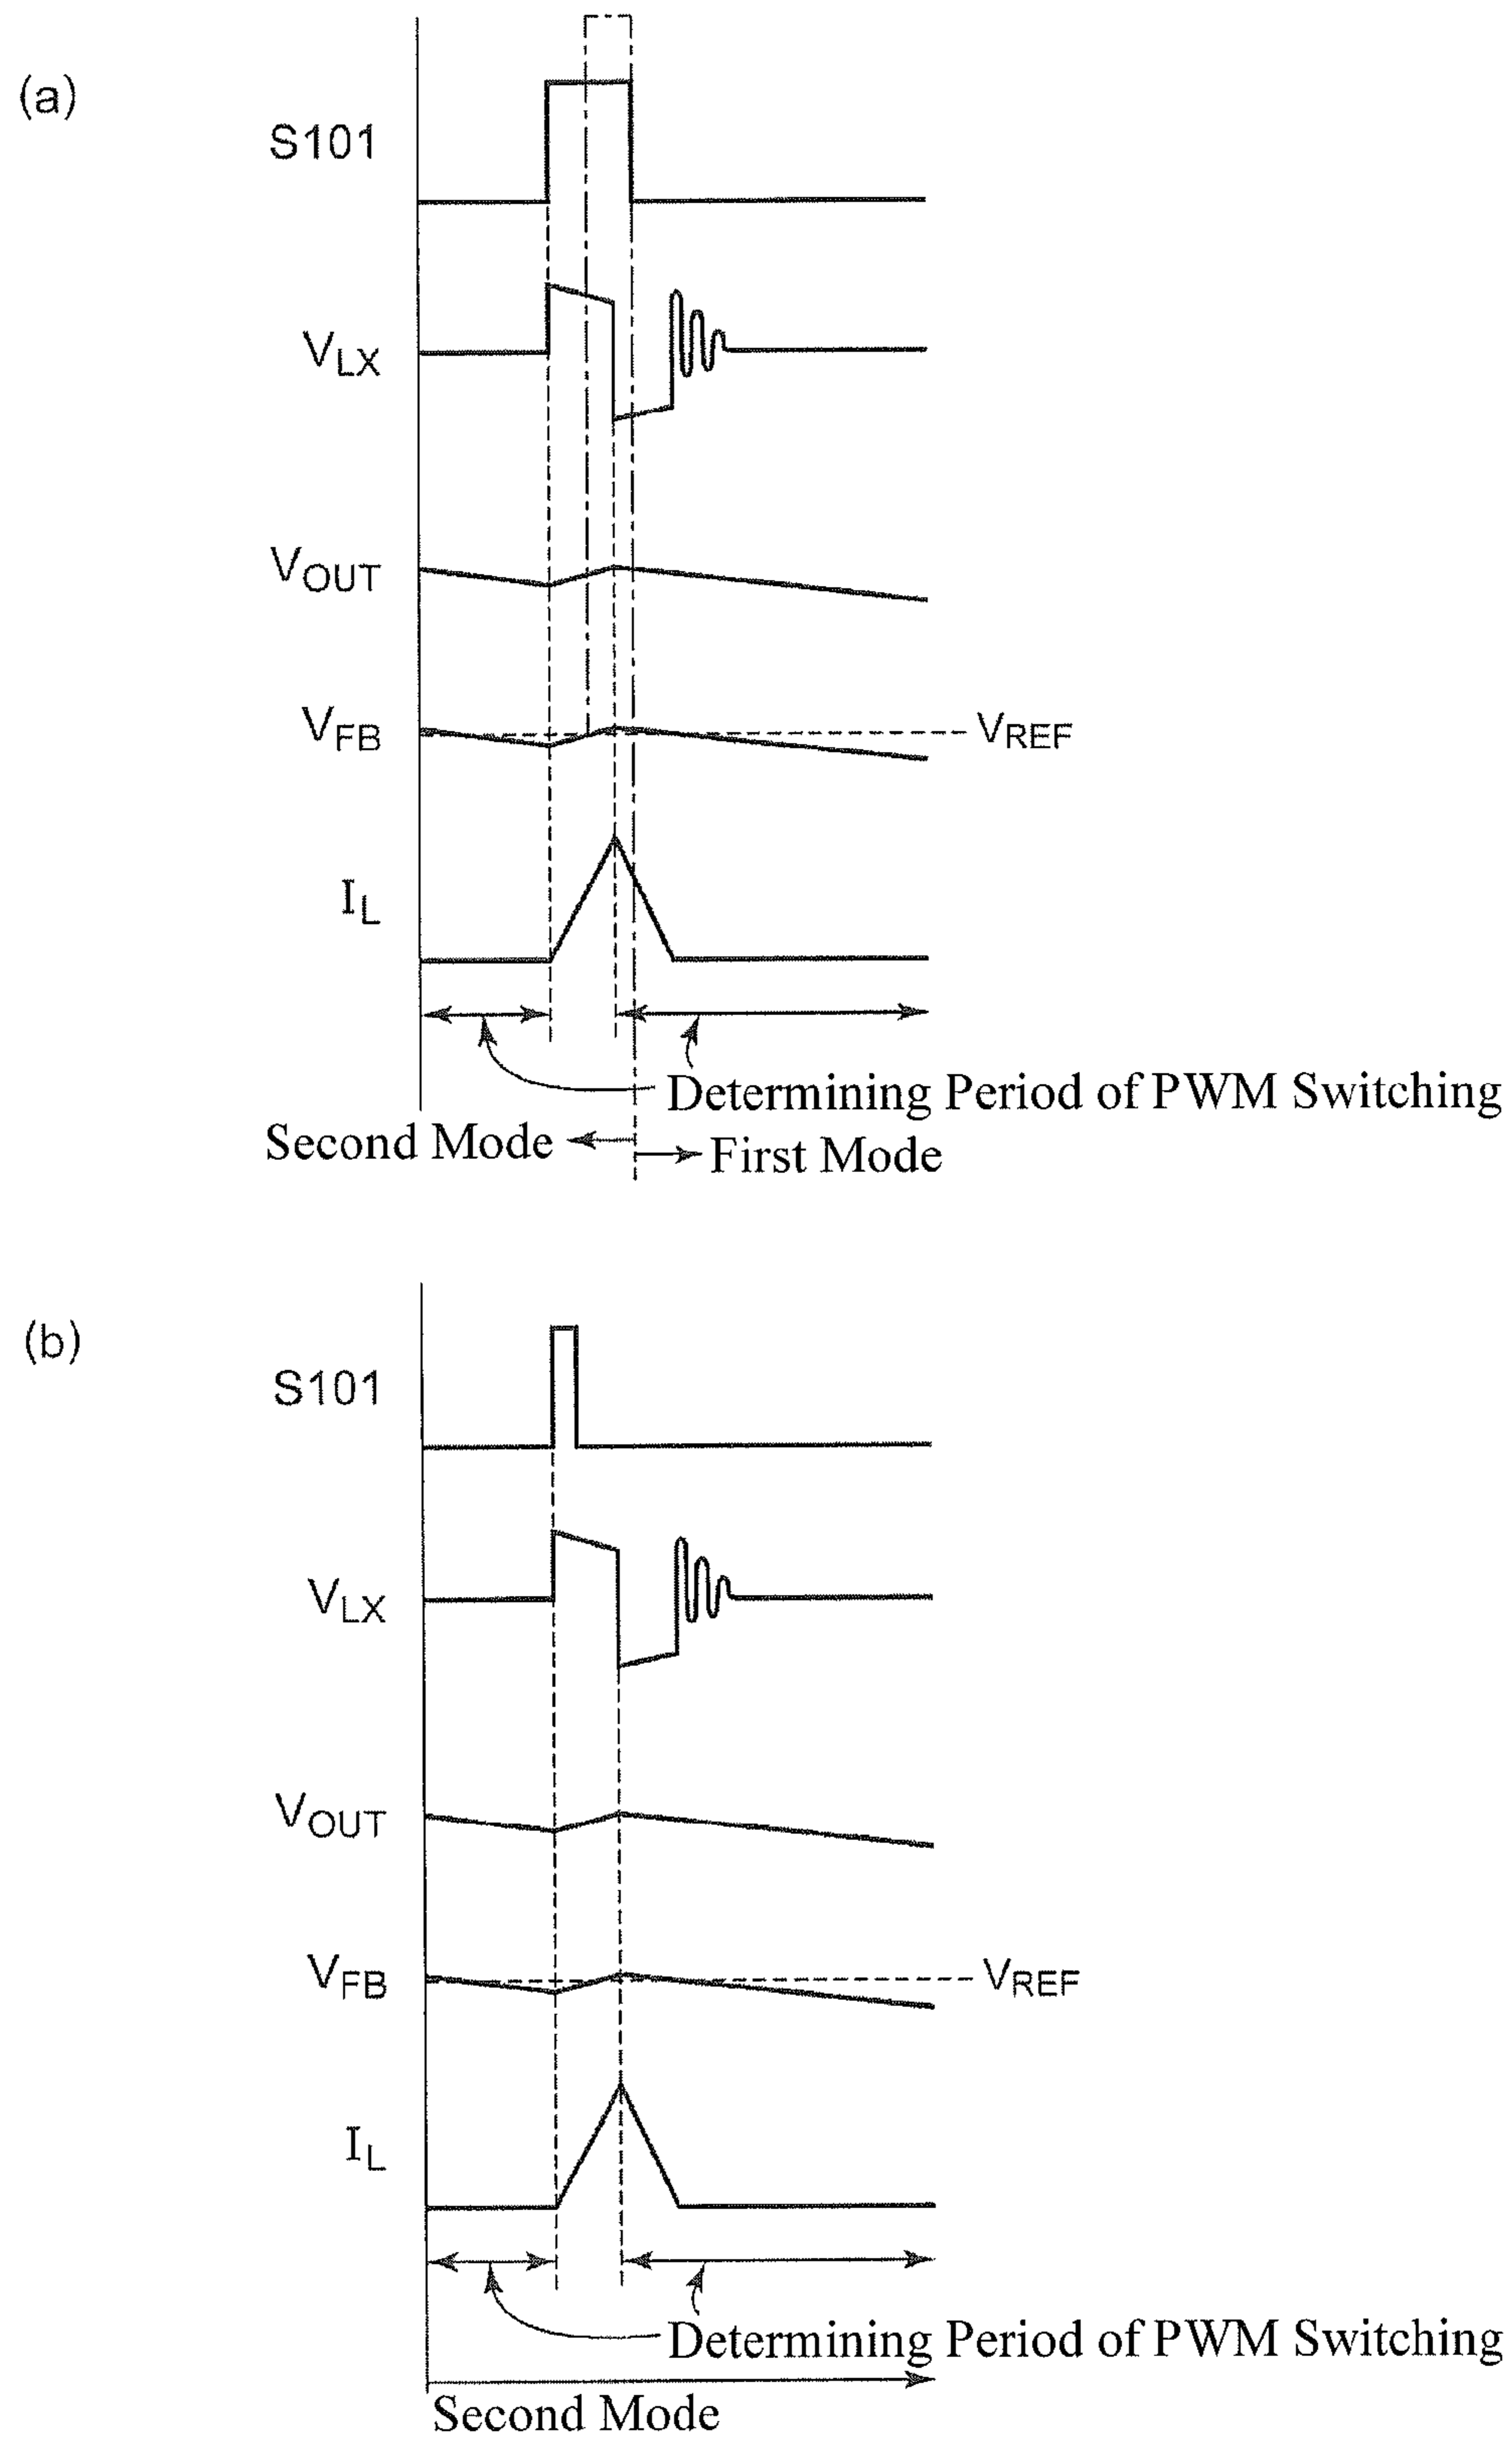 (a)
S101
VLX
VOUT
VFB
VREF
IL
Determining Period of PWM Switching
Second Mode
First Mode
(b)
S101
VLX
VOUT
VFB
VREF
IL
Determining Period of PWM Switching
Second Mode